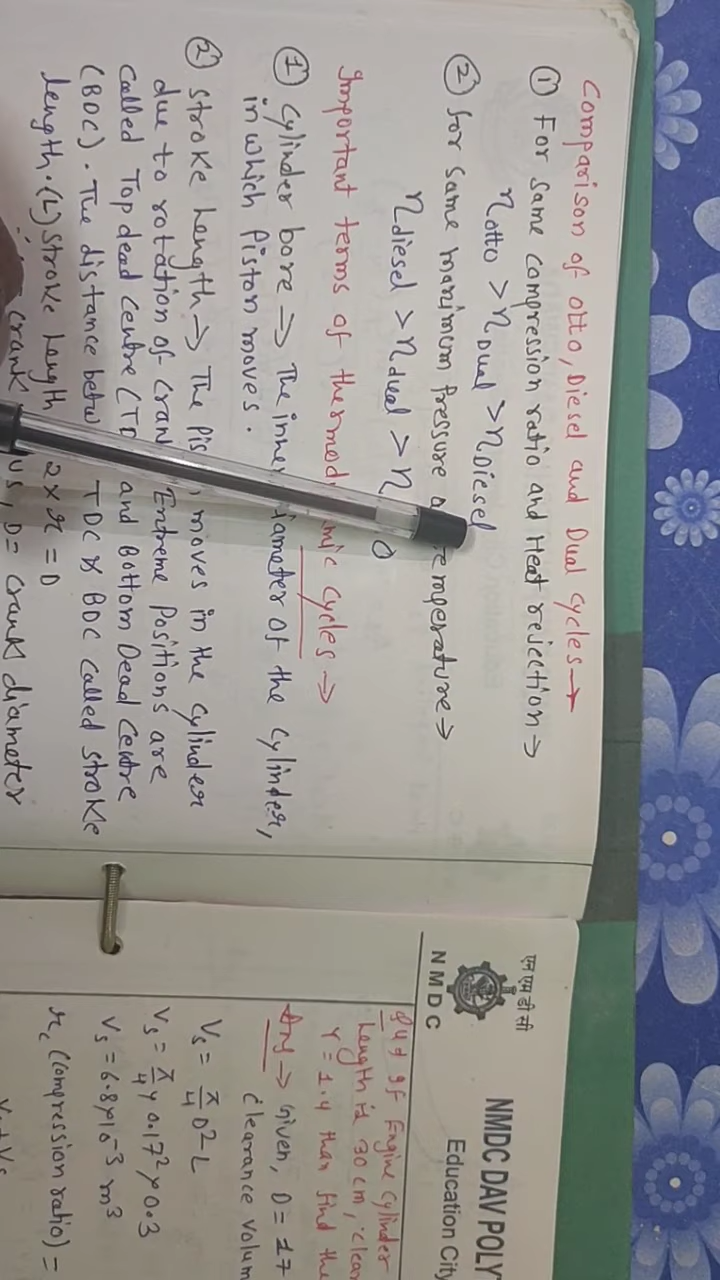 Comparison of otto, Diesel and Dual Cycles→
① For same compression ratio and Heat rejection→
ηotto > ηDual > ηDiesel
② for same maximum Pressure emperature→
ηdiesel > ηdual > η o
Important terms of thermod mic cycles→
① Cylinder bore → The inner diameter of the cylinder,
in which Piston moves.
② Stroke Length → The Pis moves in the cylinder
due to rotation of cran Extreme Positions are
called Top dead centre (TD and Bottom Dead Centre
(BDC). The distance betw TDC & BDC called stroke
length.(L) Stroke Length 2×r = D
crank us, D = crank diameter
एन एम डी सी
NMDC
NMDC DAV POLY
Education City
Q4→ If Engine cylinder
Length is 30 cm, clear
γ = 1.4 than find the
Ans→ Given, D = 17
clearance volum
Vs = π/4 D² L
Vs = π/4 × 0.17² × 0.3
Vs = 6.8×10⁻³ m³
rc (compression ratio) =